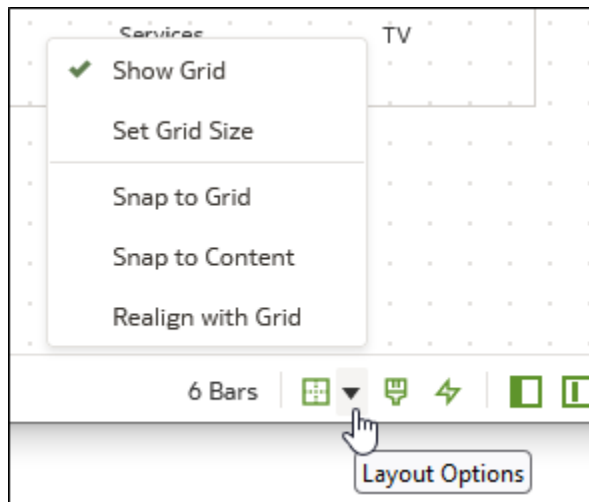 Services TV
Show Grid
Set Grid Size
Snap to Grid
Snap to Content
Realign with Grid
6 Bars
Layout Options